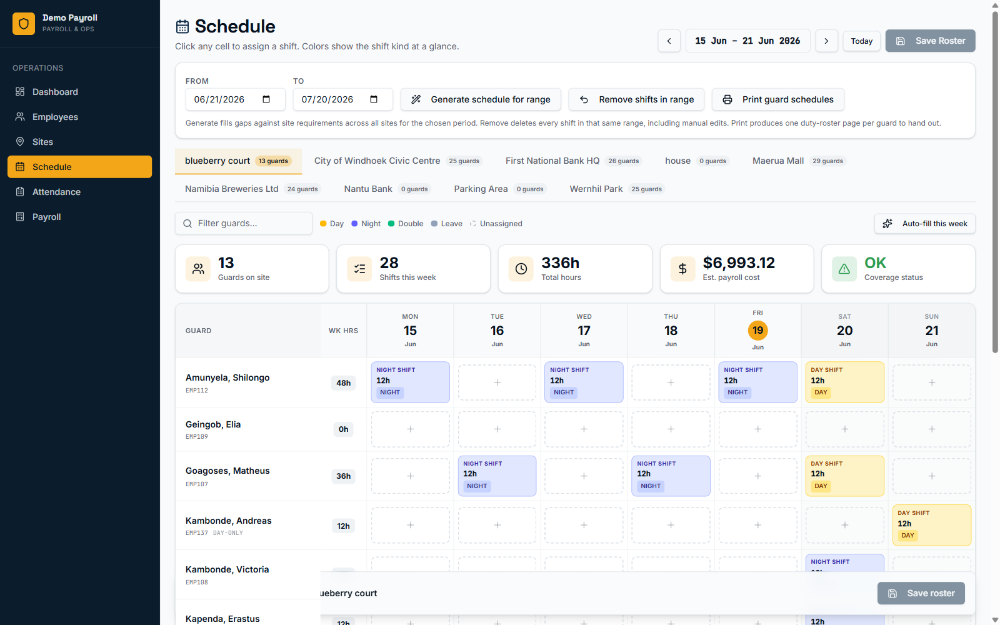 Demo Payroll
PAYROLL & OPS
OPERATIONS
Dashboard
Employees
Sites
Schedule
Attendance
Payroll
Schedule
Click any cell to assign a shift. Colors show the shift kind at a glance.
15 Jun – 21 Jun 2026
Today
Save Roster
FROM
TO
06/21/2026
07/20/2026
Generate schedule for range
Remove shifts in range
Print guard schedules
Generate fills gaps against site requirements across all sites for the chosen period. Remove deletes every shift in that same range, including manual edits. Print produces one duty-roster page per guard to hand out.
blueberry court 13 guards
City of Windhoek Civic Centre 25 guards
First National Bank HQ 26 guards
house 0 guards
Maerua Mall 29 guards
Namibia Breweries Ltd 24 guards
Nantu Bank 0 guards
Parking Area 0 guards
Wernhil Park 25 guards
Filter guards...
Day
Night
Double
Leave
Unassigned
Auto-fill this week
13
Guards on site
28
Shifts this week
336h
Total hours
$6,993.12
Est. payroll cost
OK
Coverage status
GUARD
WK HRS
MON
15
Jun
TUE
16
Jun
WED
17
Jun
THU
18
Jun
FRI
19
Jun
SAT
20
Jun
SUN
21
Jun
Amunyela, Shilongo
EMP112
48h
NIGHT SHIFT
12h
NIGHT
NIGHT SHIFT
12h
NIGHT
NIGHT SHIFT
12h
NIGHT
DAY SHIFT
12h
DAY
Geingob, Elia
EMP109
0h
Goagoses, Matheus
EMP107
36h
NIGHT SHIFT
12h
NIGHT
NIGHT SHIFT
12h
NIGHT
DAY SHIFT
12h
DAY
Kambonde, Andreas
EMP137 DAY-ONLY
12h
DAY SHIFT
12h
DAY
Kambonde, Victoria
EMP108
NIGHT SHIFT
ueberry court
Save roster
Kapenda, Erastus
12h
12h